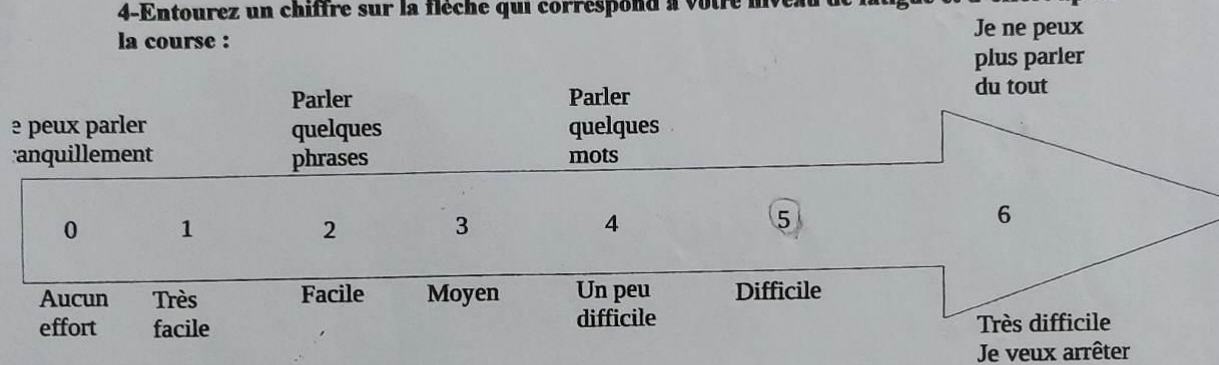 4-Entourez un chiffre sur la flèche qui correspond à votre niveau de
la course :
Je ne peux
plus parler
du tout
peux parler
Parler
quelques
phrases
Parler
quelques
mots
0 1 2 3 4 5 6
Aucun
effort
Très
facile
Facile
Moyen
Un peu
difficile
Difficile
Très difficile
Je veux arrêter